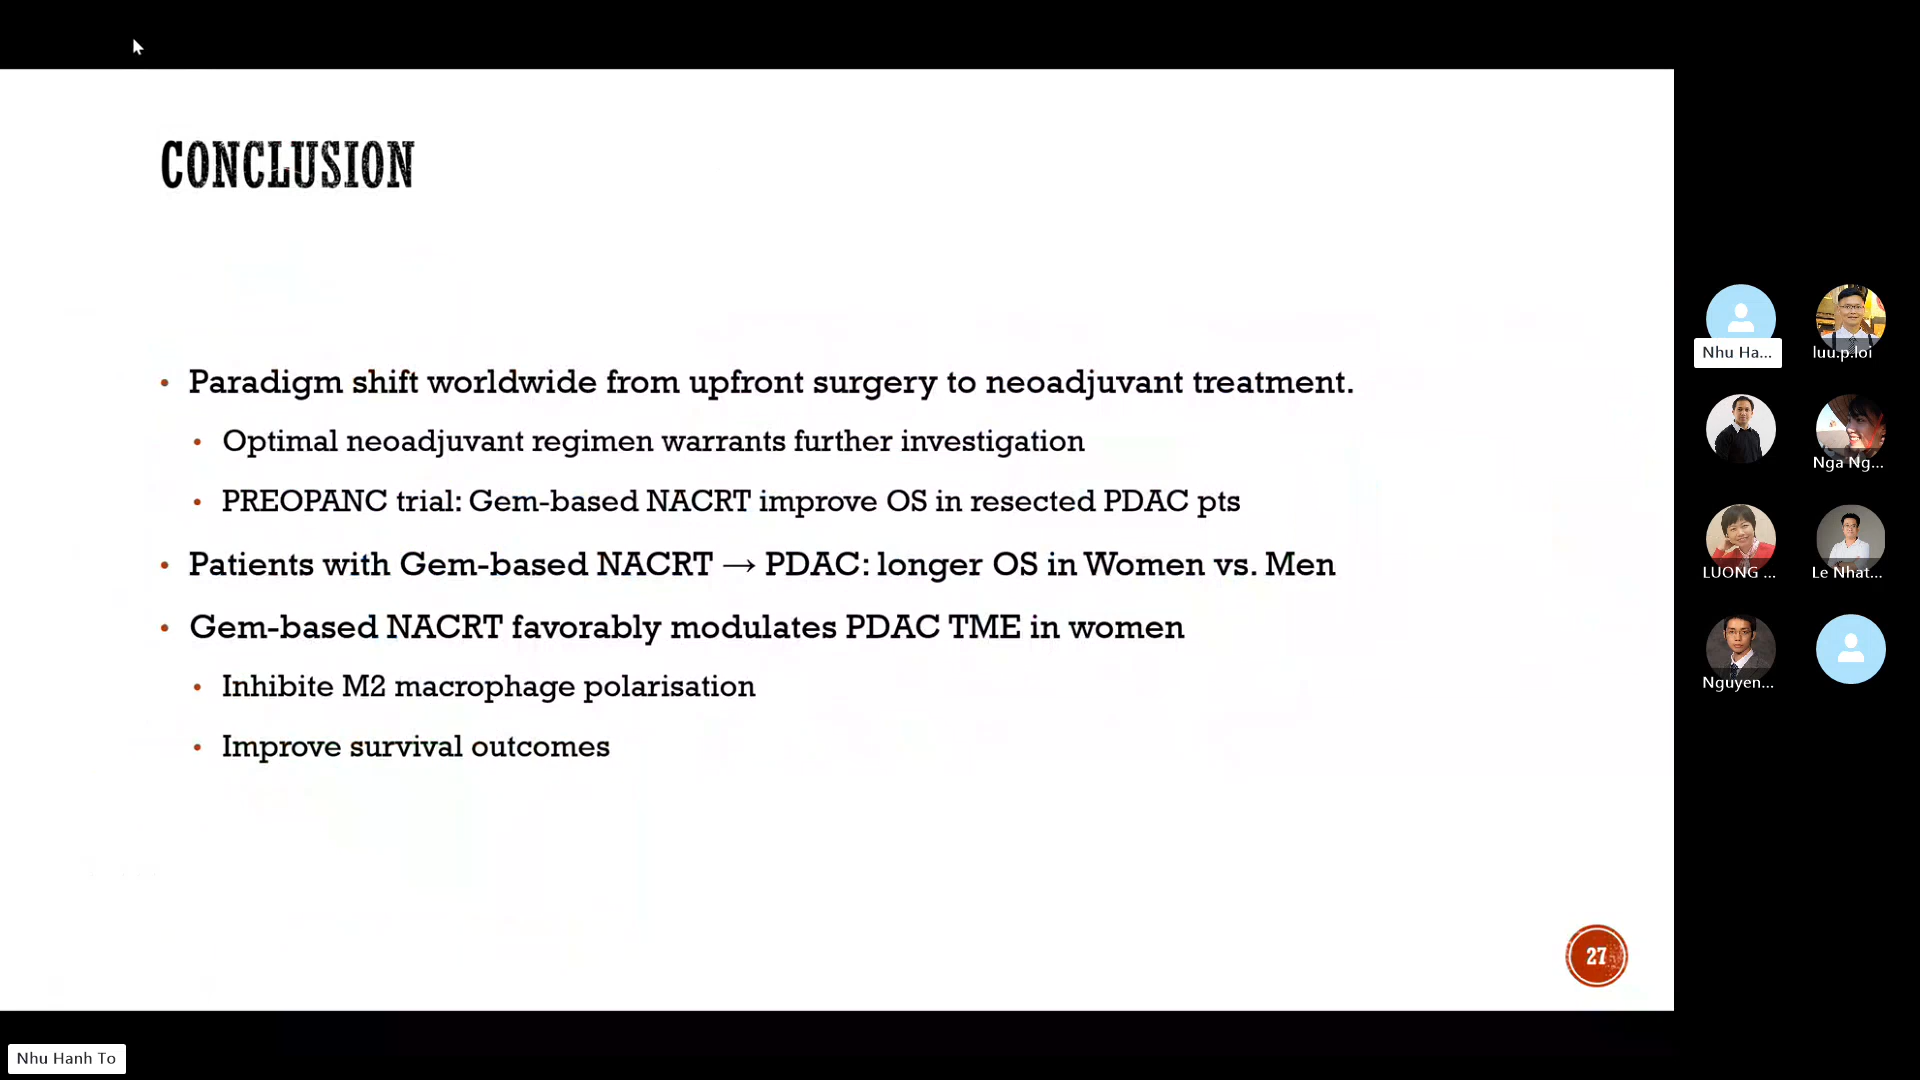 CONCLUSION
• Paradigm shift worldwide from upfront surgery to neoadjuvant treatment.
• Optimal neoadjuvant regimen warrants further investigation
• PREOPANC trial: Gem-based NACRT improve OS in resected PDAC pts
• Patients with Gem-based NACRT → PDAC: longer OS in Women vs. Men
• Gem-based NACRT favorably modulates PDAC TME in women
• Inhibite M2 macrophage polarisation
• Improve survival outcomes
27
Nhu Ha...
luu.p.loi
Nga Ng...
LUONG ...
Le Nhat...
Nguyen...
Nhu Hanh To